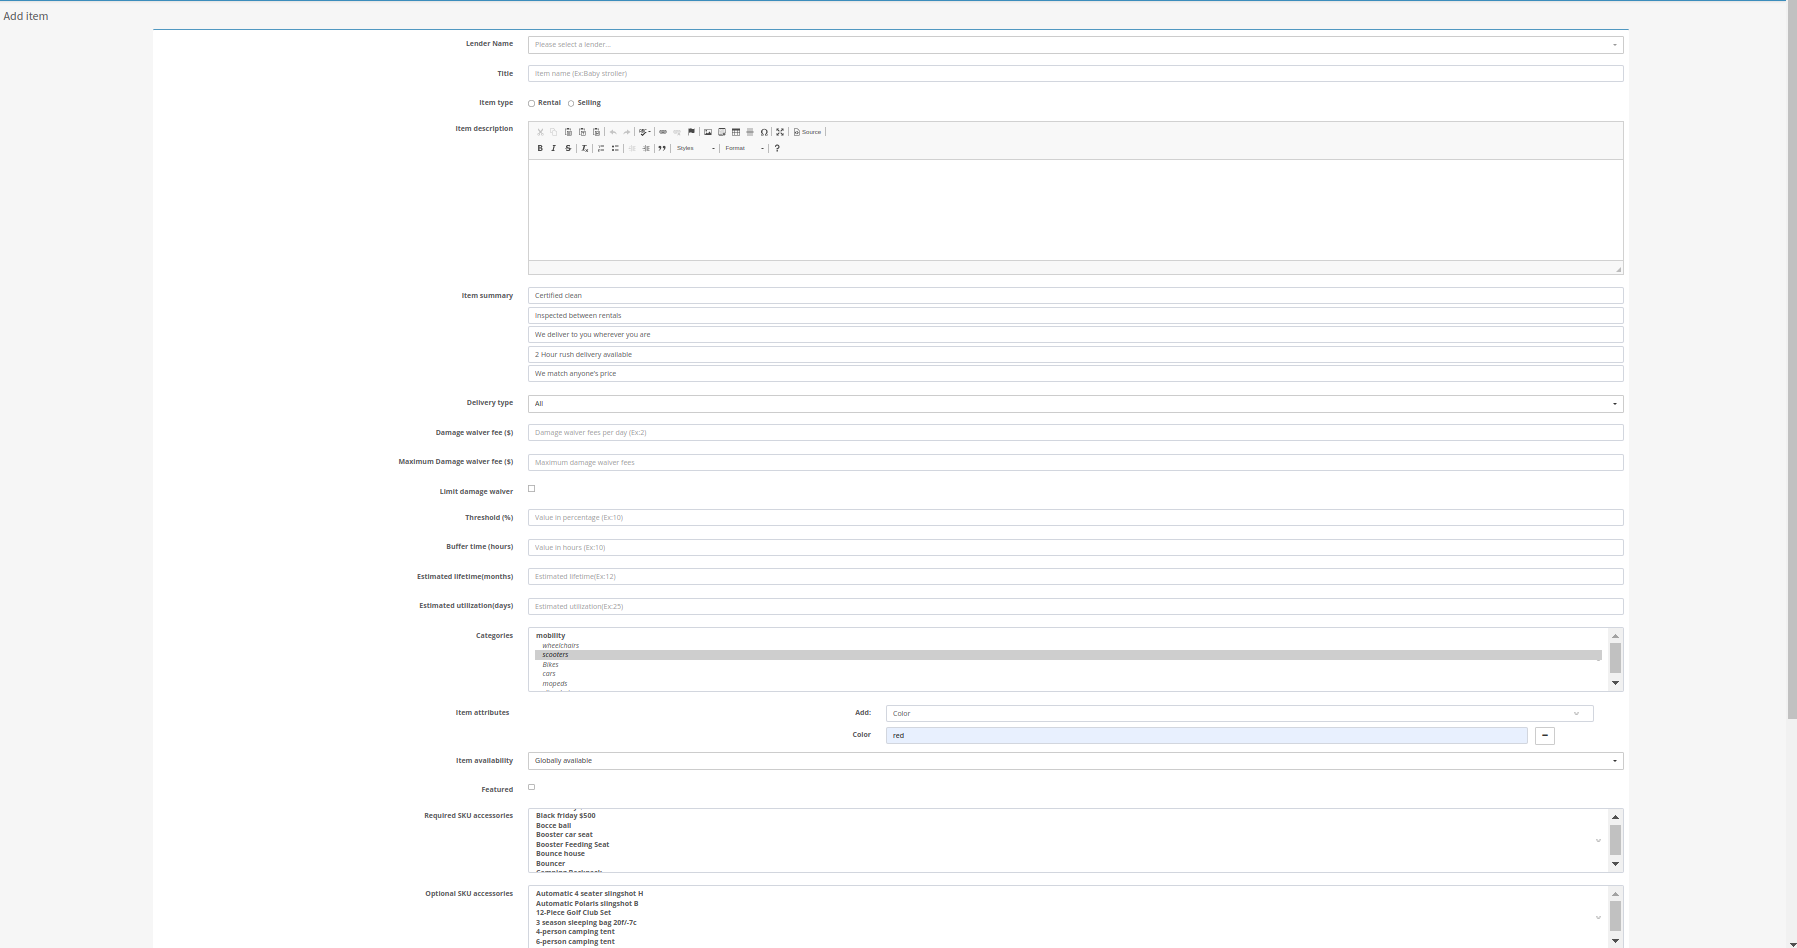 Add item
Lender Name
Please select a lender...
Title
Item name (Ex:Baby stroller)
Item type
Rental Selling
Item description
Source
B I S Ix Styles Format ?
Item summary
Certified clean
Inspected between rentals
We deliver to you wherever you are
2 Hour rush delivery available
We match anyone's price
Delivery type
All
Damage waiver fee ($)
Damage waiver fees per day (Ex:2)
Maximum Damage waiver fee ($)
Maximum damage waiver fees
Limit damage waiver
Threshold (%)
Value in percentage (Ex:10)
Buffer time (hours)
Value in hours (Ex:10)
Estimated lifetime(months)
Estimated lifetime(Ex:12)
Estimated utilization(days)
Estimated utilization(Ex:25)
Categories
mobility
wheelchairs
scooters
Bikes
cars
mopeds
Item attributes
Add:
Color
Color
red
Item availability
Globally available
Featured
Required SKU accessories
Black friday $500
Bocce ball
Booster car seat
Booster Feeding Seat
Bounce house
Bouncer
Optional SKU accessories
Automatic 4 seater slingshot H
Automatic Polaris slingshot B
12-Piece Golf Club Set
3 season sleeping bag 20f/-7c
4-person camping tent
6-person camping tent